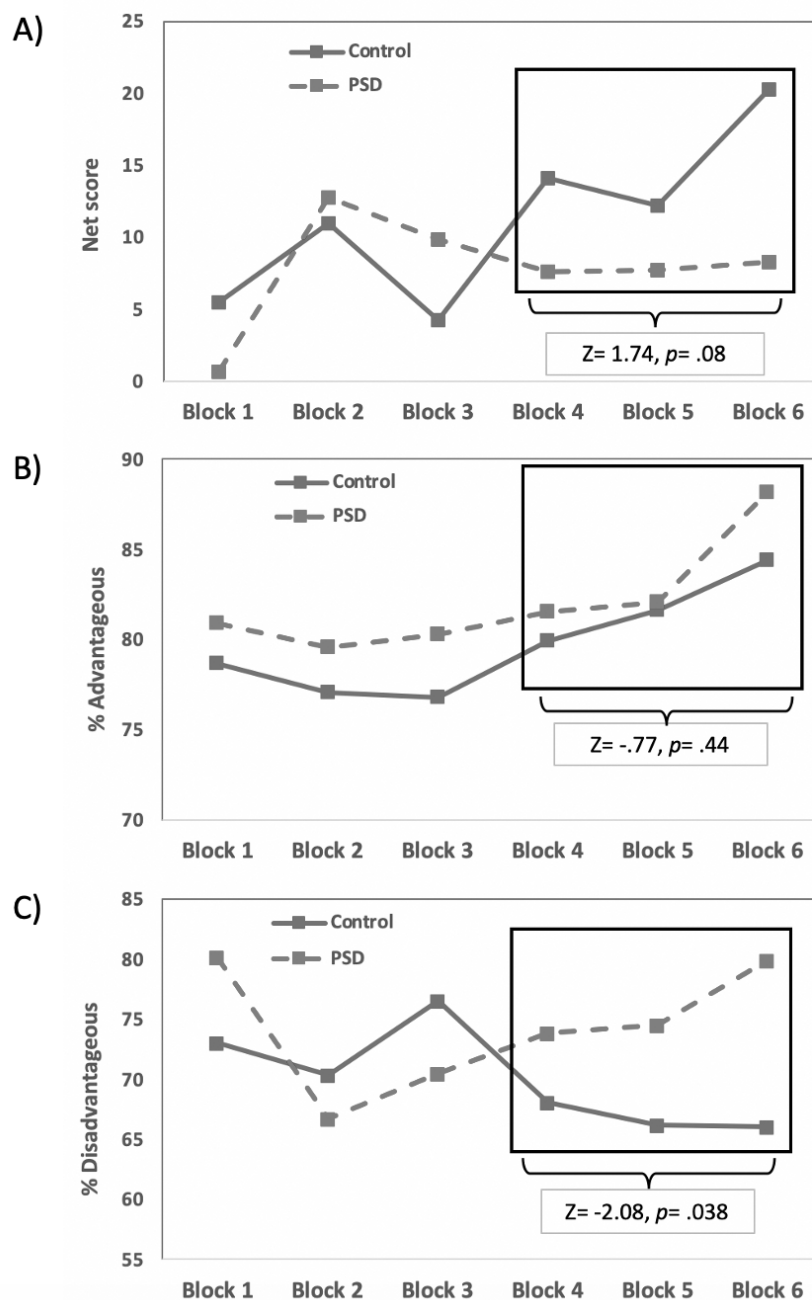 A)
Net score
25
20
15
10
5
0
Control
PSD
Z= 1.74, p= .08
Block 1 Block 2 Block 3 Block 4 Block 5 Block 6
B)
% Advantageous
90
85
80
75
70
Control
PSD
Z= -.77, p= .44
Block 1 Block 2 Block 3 Block 4 Block 5 Block 6
C)
% Disadvantageous
85
80
75
70
65
60
55
Control
PSD
Z= -2.08, p= .038
Block 1 Block 2 Block 3 Block 4 Block 5 Block 6